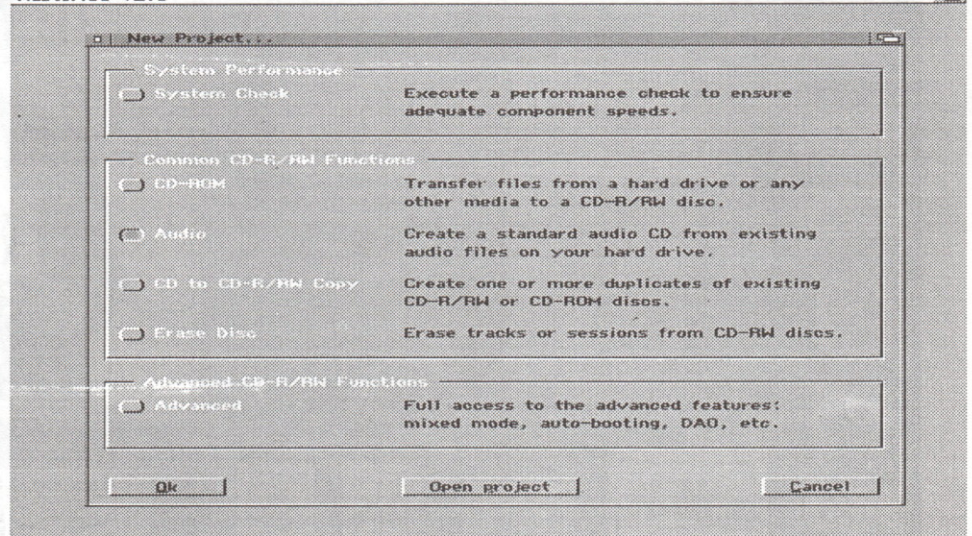 New Project...
System Performance
System Check
Execute a performance check to ensure
adequate component speeds.
Common CD-R/RW Functions
CD-ROM
Transfer files from a hard drive or any
other media to a CD-R/RW disc.
Audio
Create a standard audio CD from existing
audio files on your hard drive.
CD to CD-R/RW Copy
Create one or more duplicates of existing
CD-R/RW or CD-ROM discs.
Erase Disc
Erase tracks or sessions from CD-RW discs.
Advanced CD-R/RW Functions
Advanced
Full access to the advanced features:
mixed mode, auto-booting, DAO, etc.
Ok
Open project
Cancel